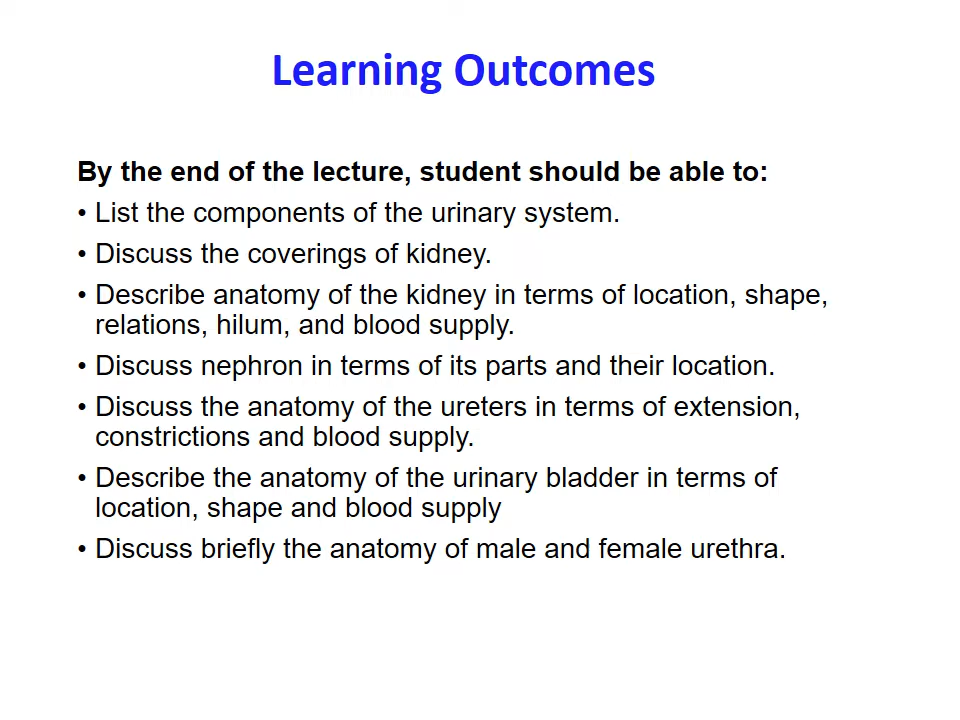 Learning Outcomes
By the end of the lecture, student should be able to:
• List the components of the urinary system.
• Discuss the coverings of kidney.
• Describe anatomy of the kidney in terms of location, shape,
relations, hilum, and blood supply.
• Discuss nephron in terms of its parts and their location.
• Discuss the anatomy of the ureters in terms of extension,
constrictions and blood supply.
• Describe the anatomy of the urinary bladder in terms of
location, shape and blood supply
• Discuss briefly the anatomy of male and female urethra.